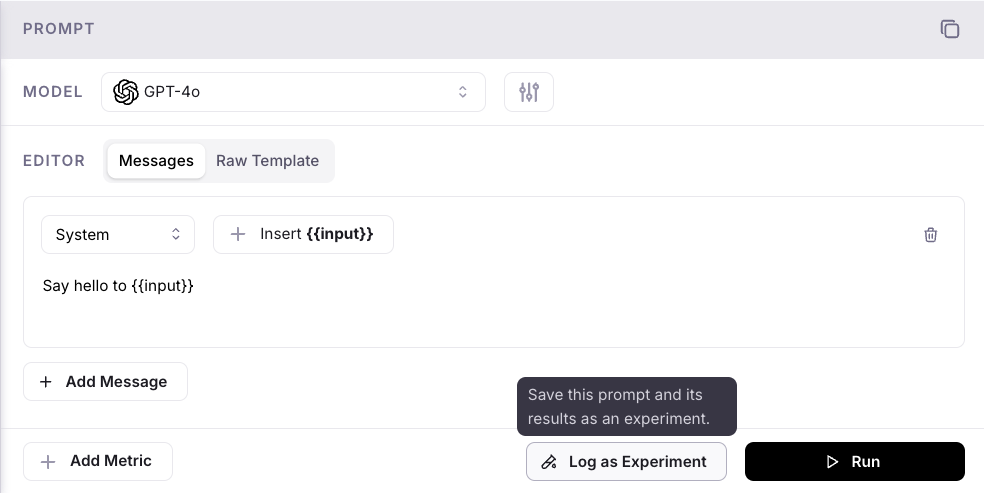 PROMPT
MODEL
GPT-4o
EDITOR
Messages
Raw Template
System
Insert {{input}}
Say hello to {{input}}
Add Message
Save this prompt and its
results as an experiment.
Add Metric
Log as Experiment
Run